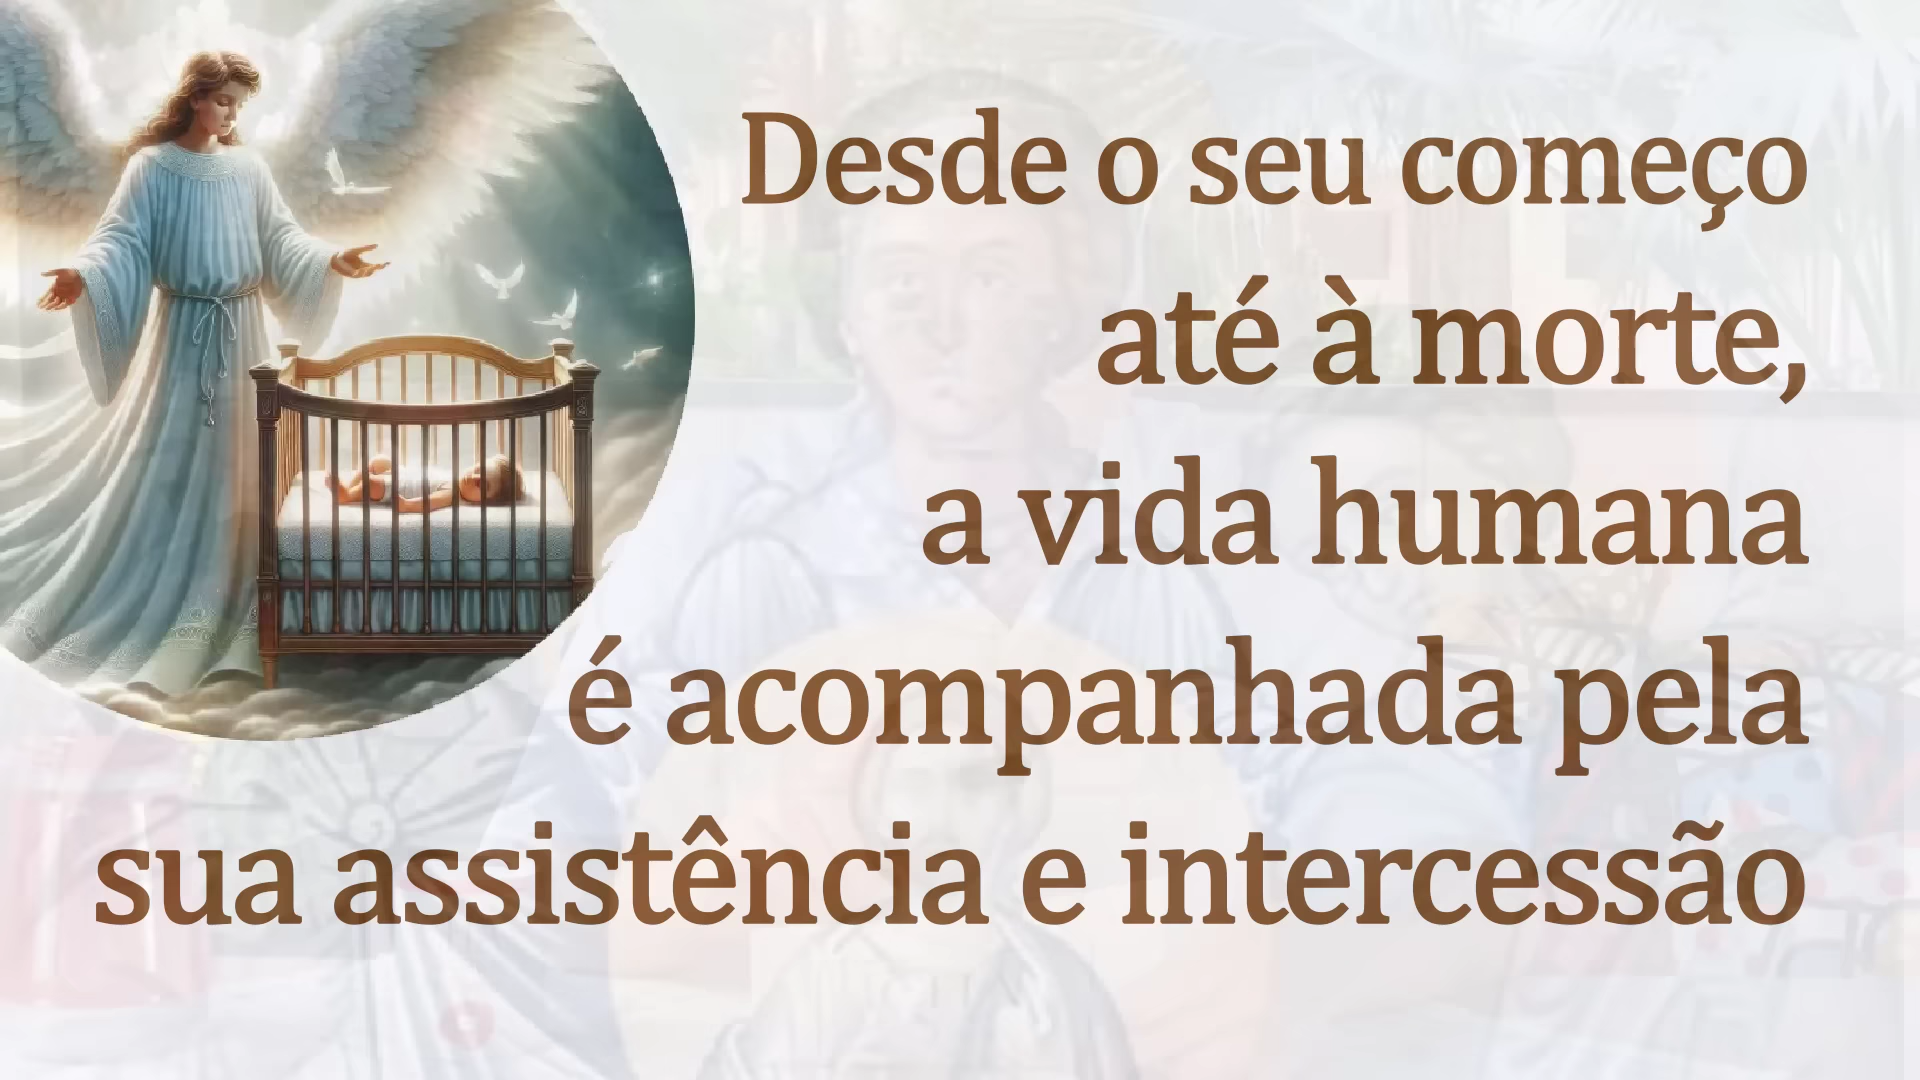 Desde o seu começo
até à morte,
a vida humana
é acompanhada pela
sua assistência e intercessão